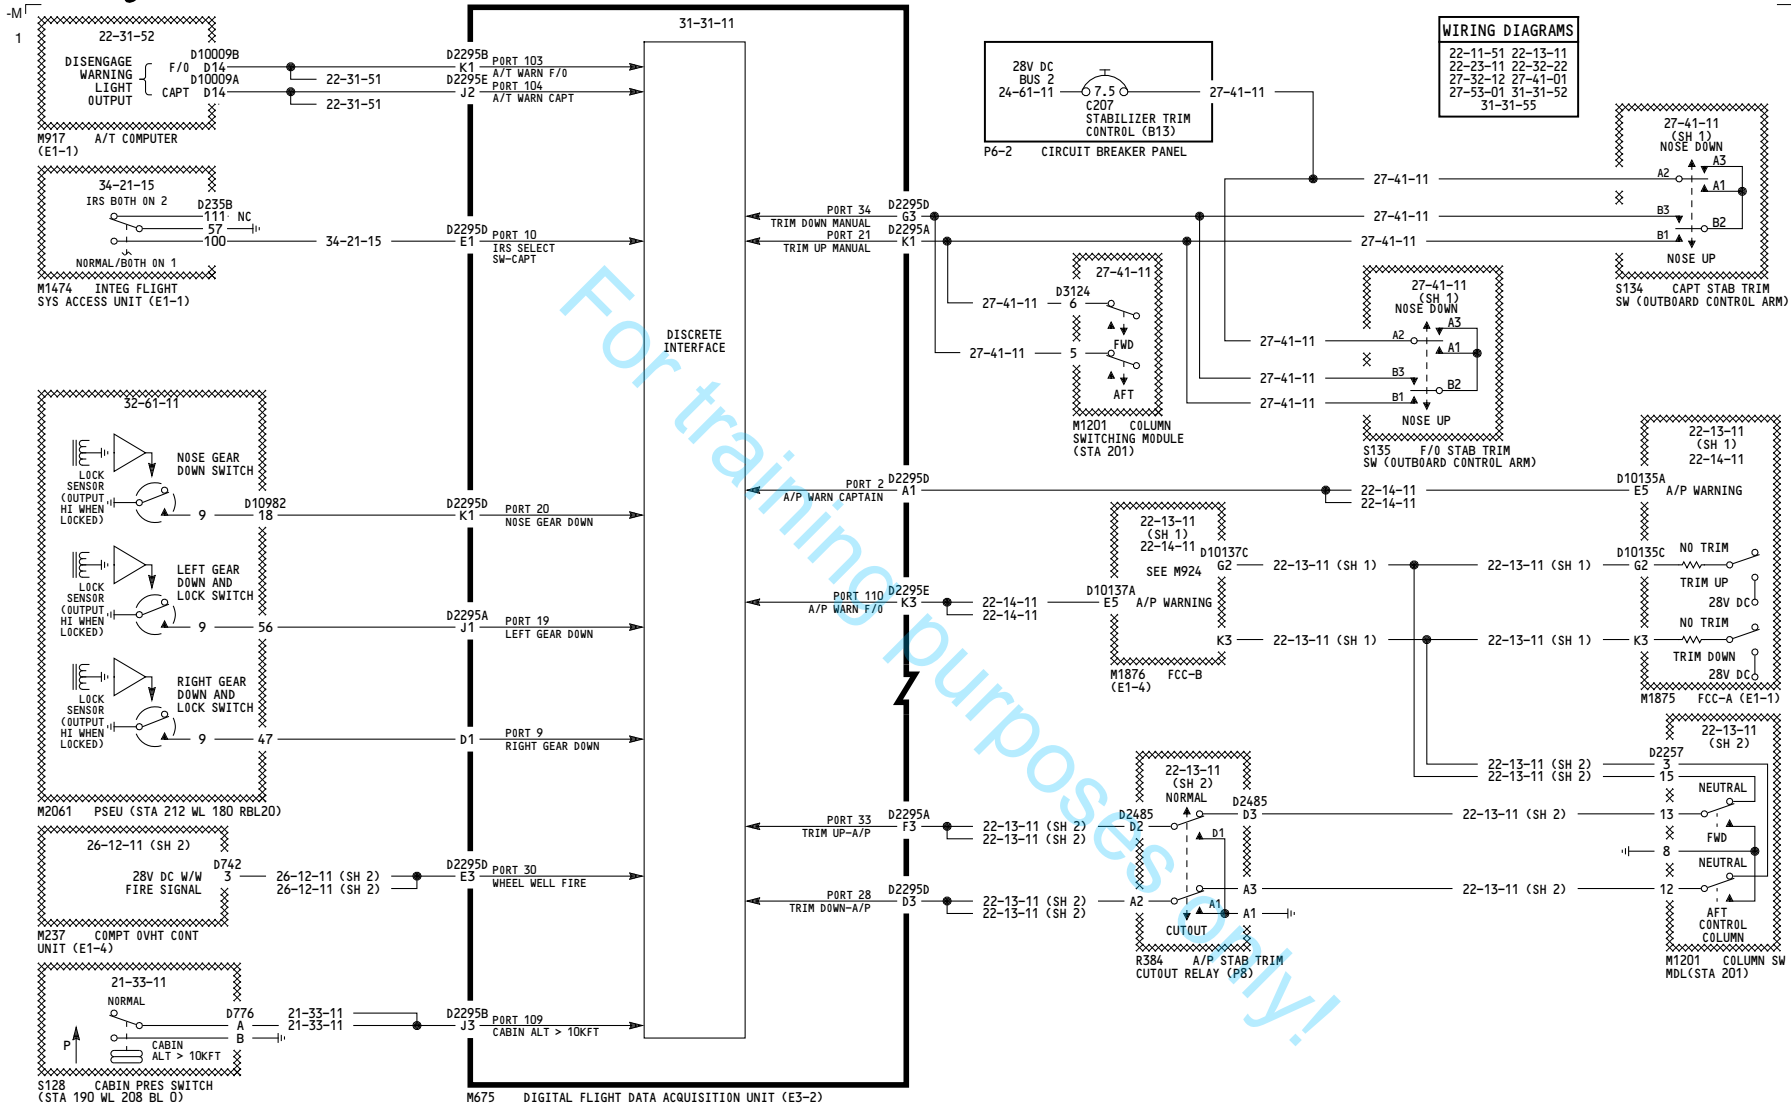 -M
1
22-31-52
DISENGAGE
WARNING
LIGHT
OUTPUT
D10009B
F/O D14
D10009A
CAPT D14
22-31-51
22-31-51
M917 A/T COMPUTER
(E1-1)
34-21-15
IRS BOTH ON 2
D235B
111 NC
57
100
NORMAL/BOTH ON 1
34-21-15
M1474 INTEG FLIGHT
SYS ACCESS UNIT (E1-1)
32-61-11
NOSE GEAR
DOWN SWITCH
LOCK
SENSOR
(OUTPUT
HI WHEN
LOCKED)
D10982
9 18
LEFT GEAR
DOWN AND
LOCK SWITCH
LOCK
SENSOR
(OUTPUT
HI WHEN
LOCKED)
9 56
RIGHT GEAR
DOWN AND
LOCK SWITCH
LOCK
SENSOR
(OUTPUT
HI WHEN
LOCKED)
9 47
M2061 PSEU (STA 212 WL 180 RBL20)
26-12-11 (SH 2)
28V DC W/W
FIRE SIGNAL
D742
3
26-12-11 (SH 2)
26-12-11 (SH 2)
M237 COMPT OVHT CONT
UNIT (E1-4)
21-33-11
NORMAL
D776
A
B
P
CABIN
ALT > 10KFT
21-33-11
21-33-11
S128 CABIN PRES SWITCH
(STA 190 WL 208 BL 0)
31-31-11
D2295B
K1
PORT 103
A/T WARN F/O
D2295E
J2
PORT 104
A/T WARN CAPT
D2295D
E1
PORT 10
IRS SELECT
SW-CAPT
DISCRETE
INTERFACE
D2295D
K1
PORT 20
NOSE GEAR DOWN
D2295A
J1
PORT 19
LEFT GEAR DOWN
D1
PORT 9
RIGHT GEAR DOWN
D2295D
E3
PORT 30
WHEEL WELL FIRE
D2295B
J3
PORT 109
CABIN ALT > 10KFT
M675 DIGITAL FLIGHT DATA ACQUISITION UNIT (E3-2)
PORT 34
TRIM DOWN MANUAL
D2295D
G3
PORT 21
TRIM UP MANUAL
D2295A
K1
PORT 2
A/P WARN CAPTAIN
D2295D
A1
PORT 110
A/P WARN F/O
D2295E
K3
PORT 33
TRIM UP-A/P
D2295A
F3
PORT 28
TRIM DOWN-A/P
D2295D
D3
28V DC
BUS 2
24-61-11
7.5
C207
STABILIZER TRIM
CONTROL (B13)
27-41-11
P6-2 CIRCUIT BREAKER PANEL
WIRING DIAGRAMS
22-11-51 22-13-11
22-23-11 22-32-22
27-32-12 27-41-01
27-53-01 31-31-52
31-31-55
27-41-11
27-41-11
27-41-11
27-41-11
(SH 1)
NOSE DOWN
A3
A2
A1
B3
B2
B1
NOSE UP
S134 CAPT STAB TRIM
SW (OUTBOARD CONTROL ARM)
27-41-11
D3124
27-41-11 6
FWD
27-41-11 5
AFT
M1201 COLUMN
SWITCHING MODULE
(STA 201)
27-41-11
27-41-11
27-41-11
27-41-11
(SH 1)
NOSE DOWN
A3
A2
A1
B3
B2
B1
NOSE UP
S135 F/O STAB TRIM
SW (OUTBOARD CONTROL ARM)
22-14-11
22-14-11
22-13-11
(SH 1)
22-14-11
D10135A
E5 A/P WARNING
22-13-11
(SH 1)
22-14-11
SEE M924
D10137C
G2
D10137A
E5 A/P WARNING
K3
22-14-11
22-14-11
M1876 FCC-B
(E1-4)
22-13-11 (SH 1)
22-13-11 (SH 1)
D10135C
G2
NO TRIM
TRIM UP
28V DC
22-13-11 (SH 1)
22-13-11 (SH 1)
K3
NO TRIM
TRIM DOWN
28V DC
M1875 FCC-A (E1-1)
22-13-11
(SH 2)
D2257
22-13-11 (SH 2) 3
22-13-11 (SH 2) 15
NEUTRAL
22-13-11 (SH 2) 13
FWD
8
NEUTRAL
22-13-11 (SH 2) 12
AFT
CONTROL
COLUMN
M1201 COLUMN SW
MDL(STA 201)
22-13-11
(SH 2)
NORMAL
D2485
D2
D2485
D3
D1
A2
A3
A1
A1
CUTOUT
22-13-11 (SH 2)
22-13-11 (SH 2)
22-13-11 (SH 2)
22-13-11 (SH 2)
R384 A/P STAB TRIM
CUTOUT RELAY (P8)
For training purposes only!